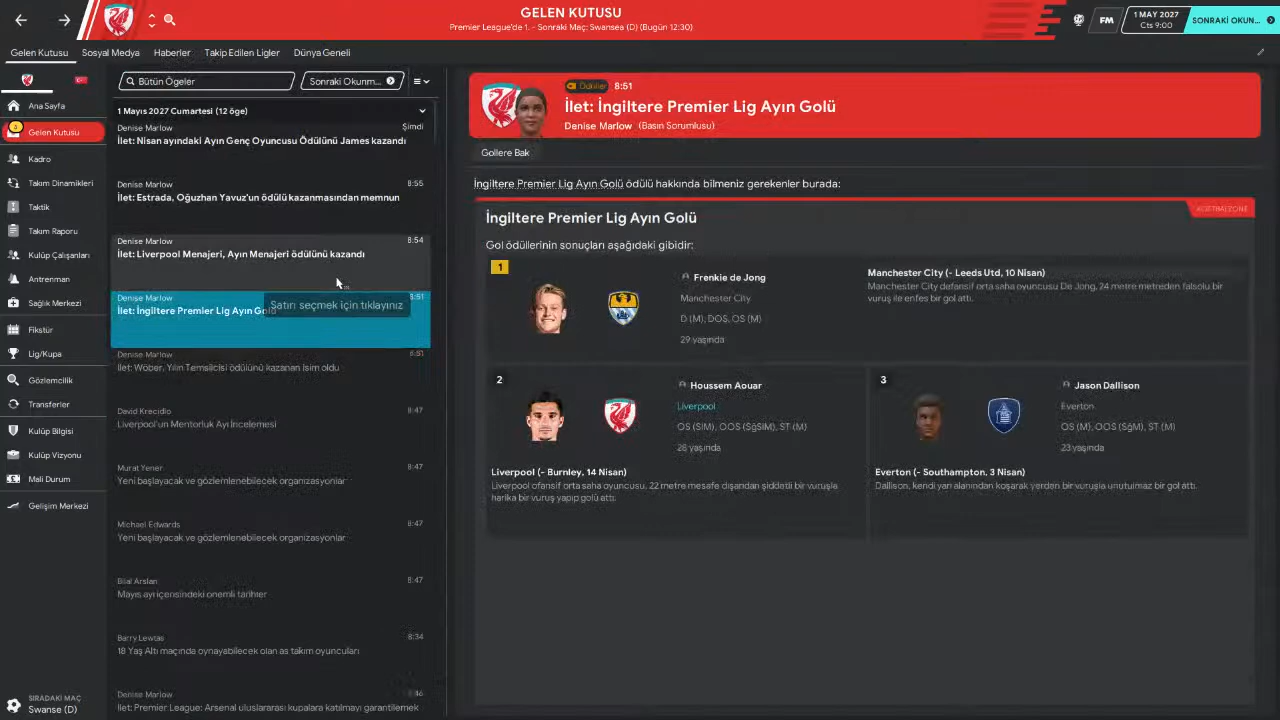 GELEN KUTUSU
Premier League'de 1. - Sonraki Maç: Swansea (D) (Bugün 12:30)
FM
1 MAY 2027
Cts 9:00
SONRAKI OKUN...
Gelen Kutusu
Sosyal Medya
Haberler
Takip Edilen Ligler
Dünya Geneli
Ana Sayfa
Gelen Kutusu
Kadro
Takım Dinamikleri
Taktik
Takım Raporu
Kulüp Çalışanları
Antrenman
Sağlık Merkezi
Fikstür
Lig/Kupa
Gözlemcilik
Transferler
Kulüp Bilgisi
Kulüp Vizyonu
Mali Durum
Gelişim Merkezi
SIRADAKİ MAÇ
Swanse (D)
Bütün Ögeler
Sonraki Okunm...
1 Mayıs 2027 Cumartesi (12 öge)
Denise Marlow
Şimdi
İlet: Nisan ayındaki Ayın Genç Oyuncusu Ödülünü James kazandı
Denise Marlow
8:55
İlet: Estrada, Oğuzhan Yavuz'un ödülü kazanmasından memnun
Denise Marlow
8:54
İlet: Liverpool Menajeri, Ayın Menajeri ödülünü kazandı
Denise Marlow
8:51
İlet: İngiltere Premier Lig Ayın Golü
Satırı seçmek için tıklayınız
Denise Marlow
8:51
İlet: Wöber, Yılın Temsilcisi ödülünü kazanan isim oldu
David Krecidlo
8:47
Liverpool'un Mentorluk Ayı İncelemesi
Murat Yener
8:47
Yeni başlayacak ve gözlemlenebilecek organizasyonlar
Michael Edwards
8:47
Yeni başlayacak ve gözlemlenebilecek organizasyonlar
Bilal Arslan
8:47
Mayıs ayı içerisindeki önemli tarihler
Barry Lewtas
8:34
18 Yaş Altı maçında oynayabilecek olan as takım oyuncuları
Denise Marlow
İlet: Premier League: Arsenal uluslararası kupalara katılmayı garantilemek
Ödüller
8:51
İlet: İngiltere Premier Lig Ayın Golü
Denise Marlow (Basın Sorumlusu)
Gollere Bak
İngiltere Premier Lig Ayın Golü ödülü hakkında bilmeniz gerekenler burada:
İngiltere Premier Lig Ayın Golü
Gol ödüllerinin sonuçları aşağıdaki gibidir:
1
Frenkie de Jong
Manchester City
D (M), DOS, OS (M)
29 yaşında
Manchester City (- Leeds Utd, 10 Nisan)
Manchester City defansif orta saha oyuncusu De Jong, 24 metre metreden falsolu bir
vuruş ile enfes bir gol attı.
2
Houssem Aouar
Liverpool
OS (SlM), OOS (SğSlM), ST (M)
28 yaşında
Liverpool (- Burnley, 14 Nisan)
Liverpool ofansif orta saha oyuncusu, 22 metre mesafe dışarıdan şiddetli bir vuruşla
harika bir vuruş yapıp golü attı.
3
Jason Dallison
Everton
OS (M), OOS (SğM), ST (M)
23 yaşında
Everton (- Southampton, 3 Nisan)
Dallison, kendi yarı alanından koşarak yerden bir vuruşla unutulmaz bir gol attı.